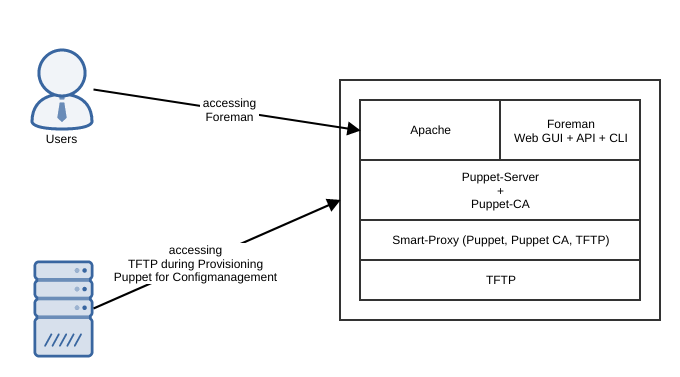 Users
accessing
Foreman
Apache
Foreman
Web GUI + API + CLI
Puppet-Server
+
Puppet-CA
Smart-Proxy (Puppet, Puppet CA, TFTP)
TFTP
accessing
TFTP during Provisioning
Puppet for Configmanagement